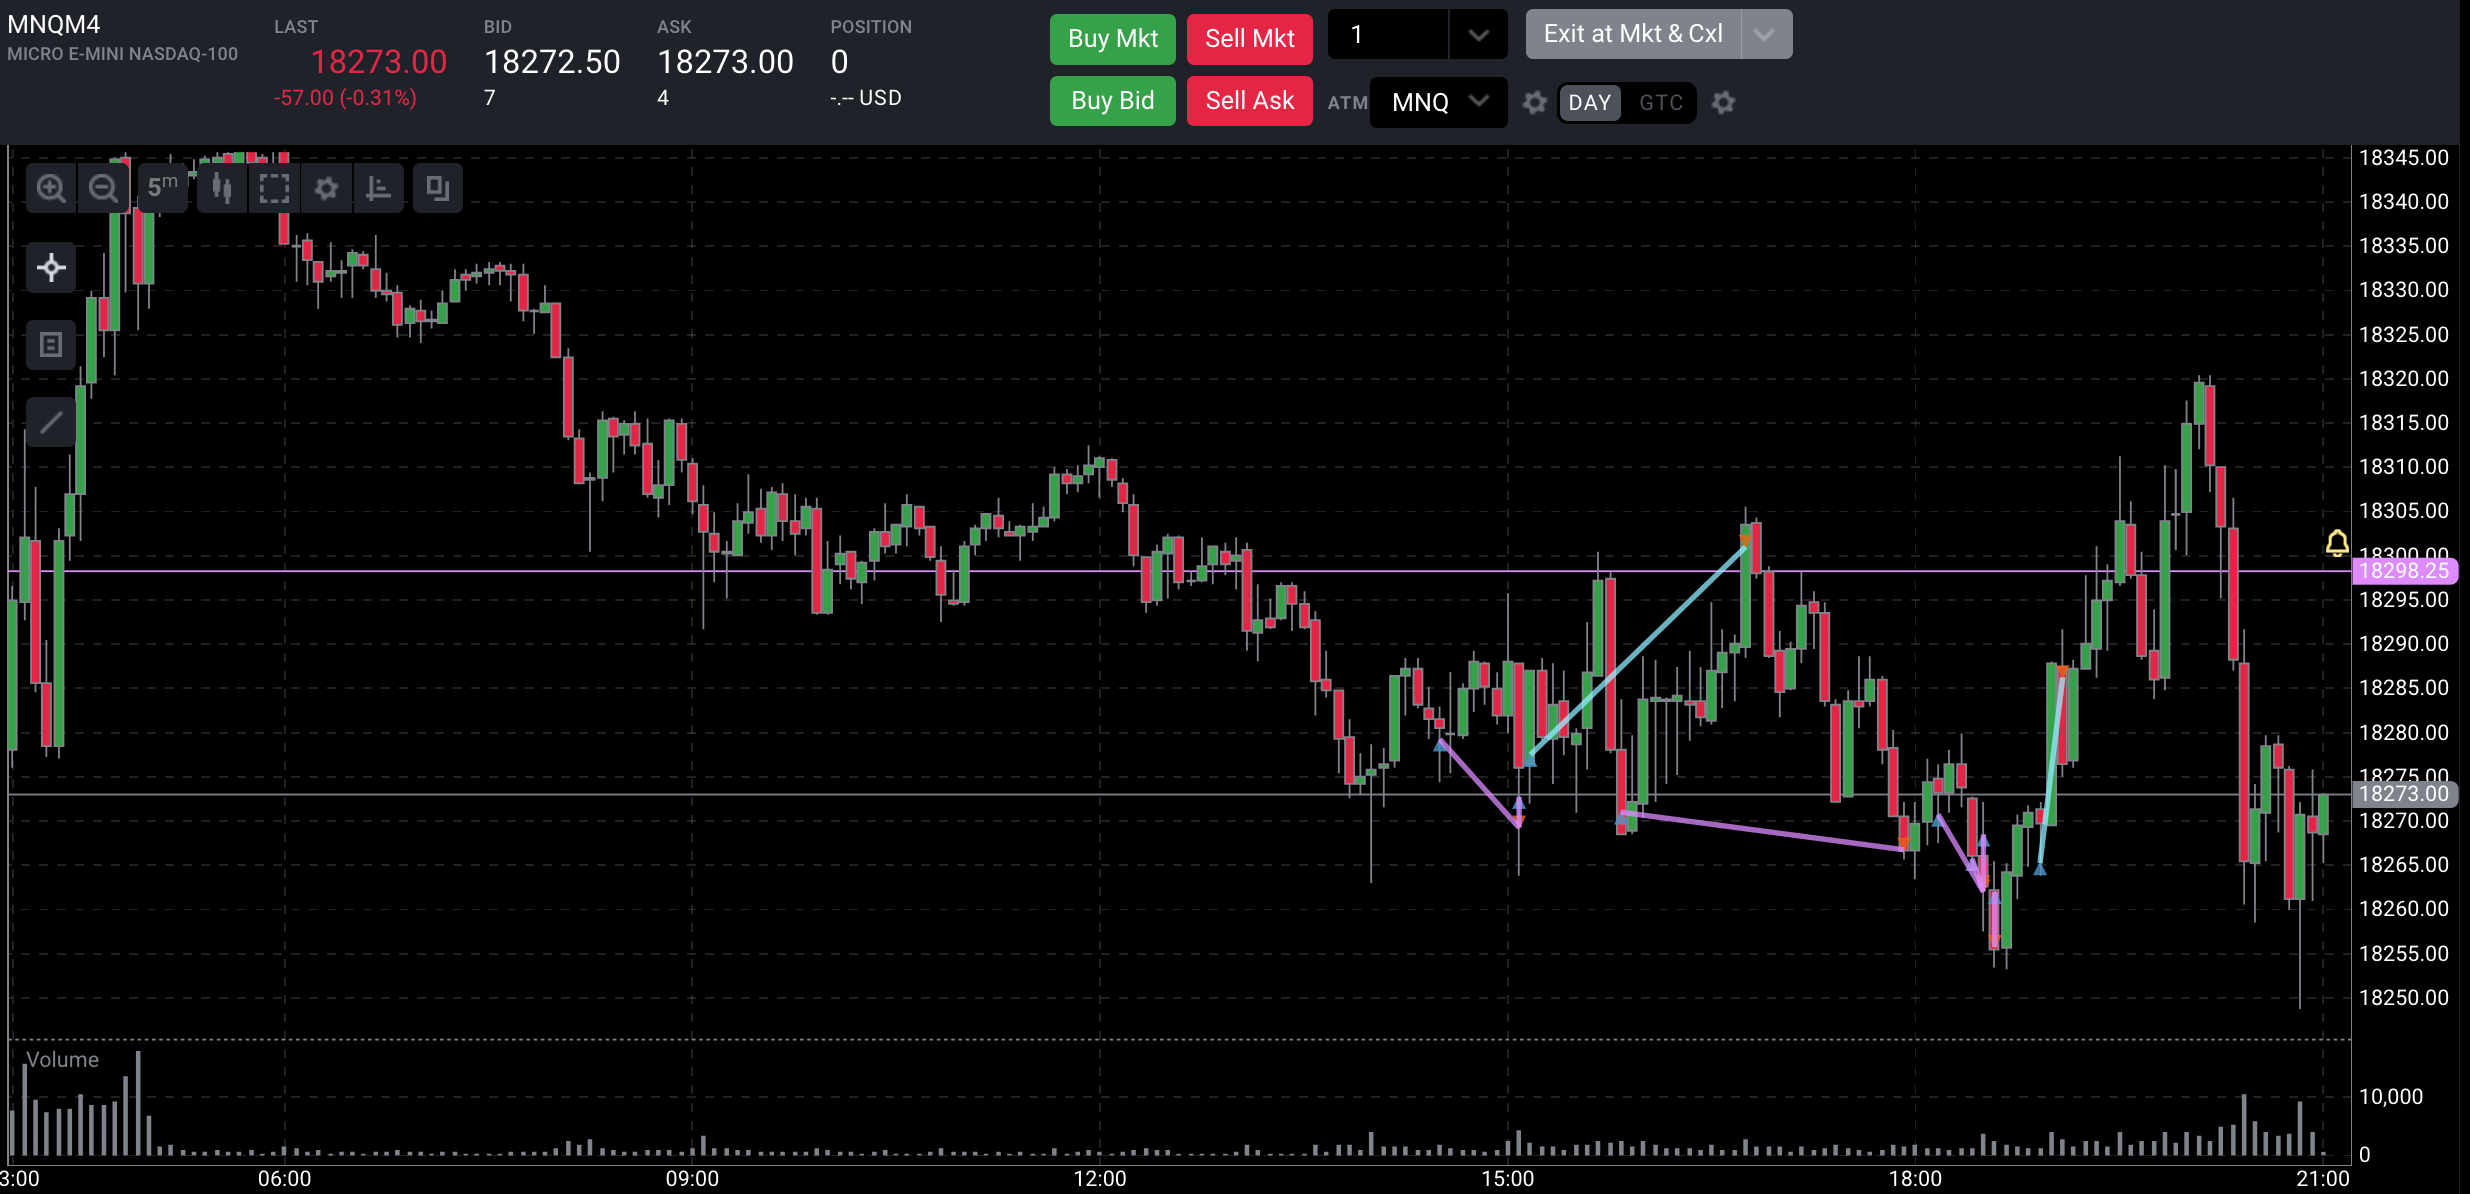 MNQM4
MICRO E-MINI NASDAQ-100
LAST
18273.00
-57.00 (-0.31%)
BID
18272.50
7
ASK
18273.00
4
POSITION
0
-.-- USD
Buy Mkt
Sell Mkt
1
Exit at Mkt & Cxl
Buy Bid
Sell Ask
ATM
MNQ
DAY
GTC
5m
18345.00
18340.00
18335.00
18330.00
18325.00
18320.00
18315.00
18310.00
18305.00
18300.00
18298.25
18295.00
18290.00
18285.00
18280.00
18275.00
18273.00
18270.00
18265.00
18260.00
18255.00
18250.00
Volume
10,000
0
3:00
06:00
09:00
12:00
15:00
18:00
21:00